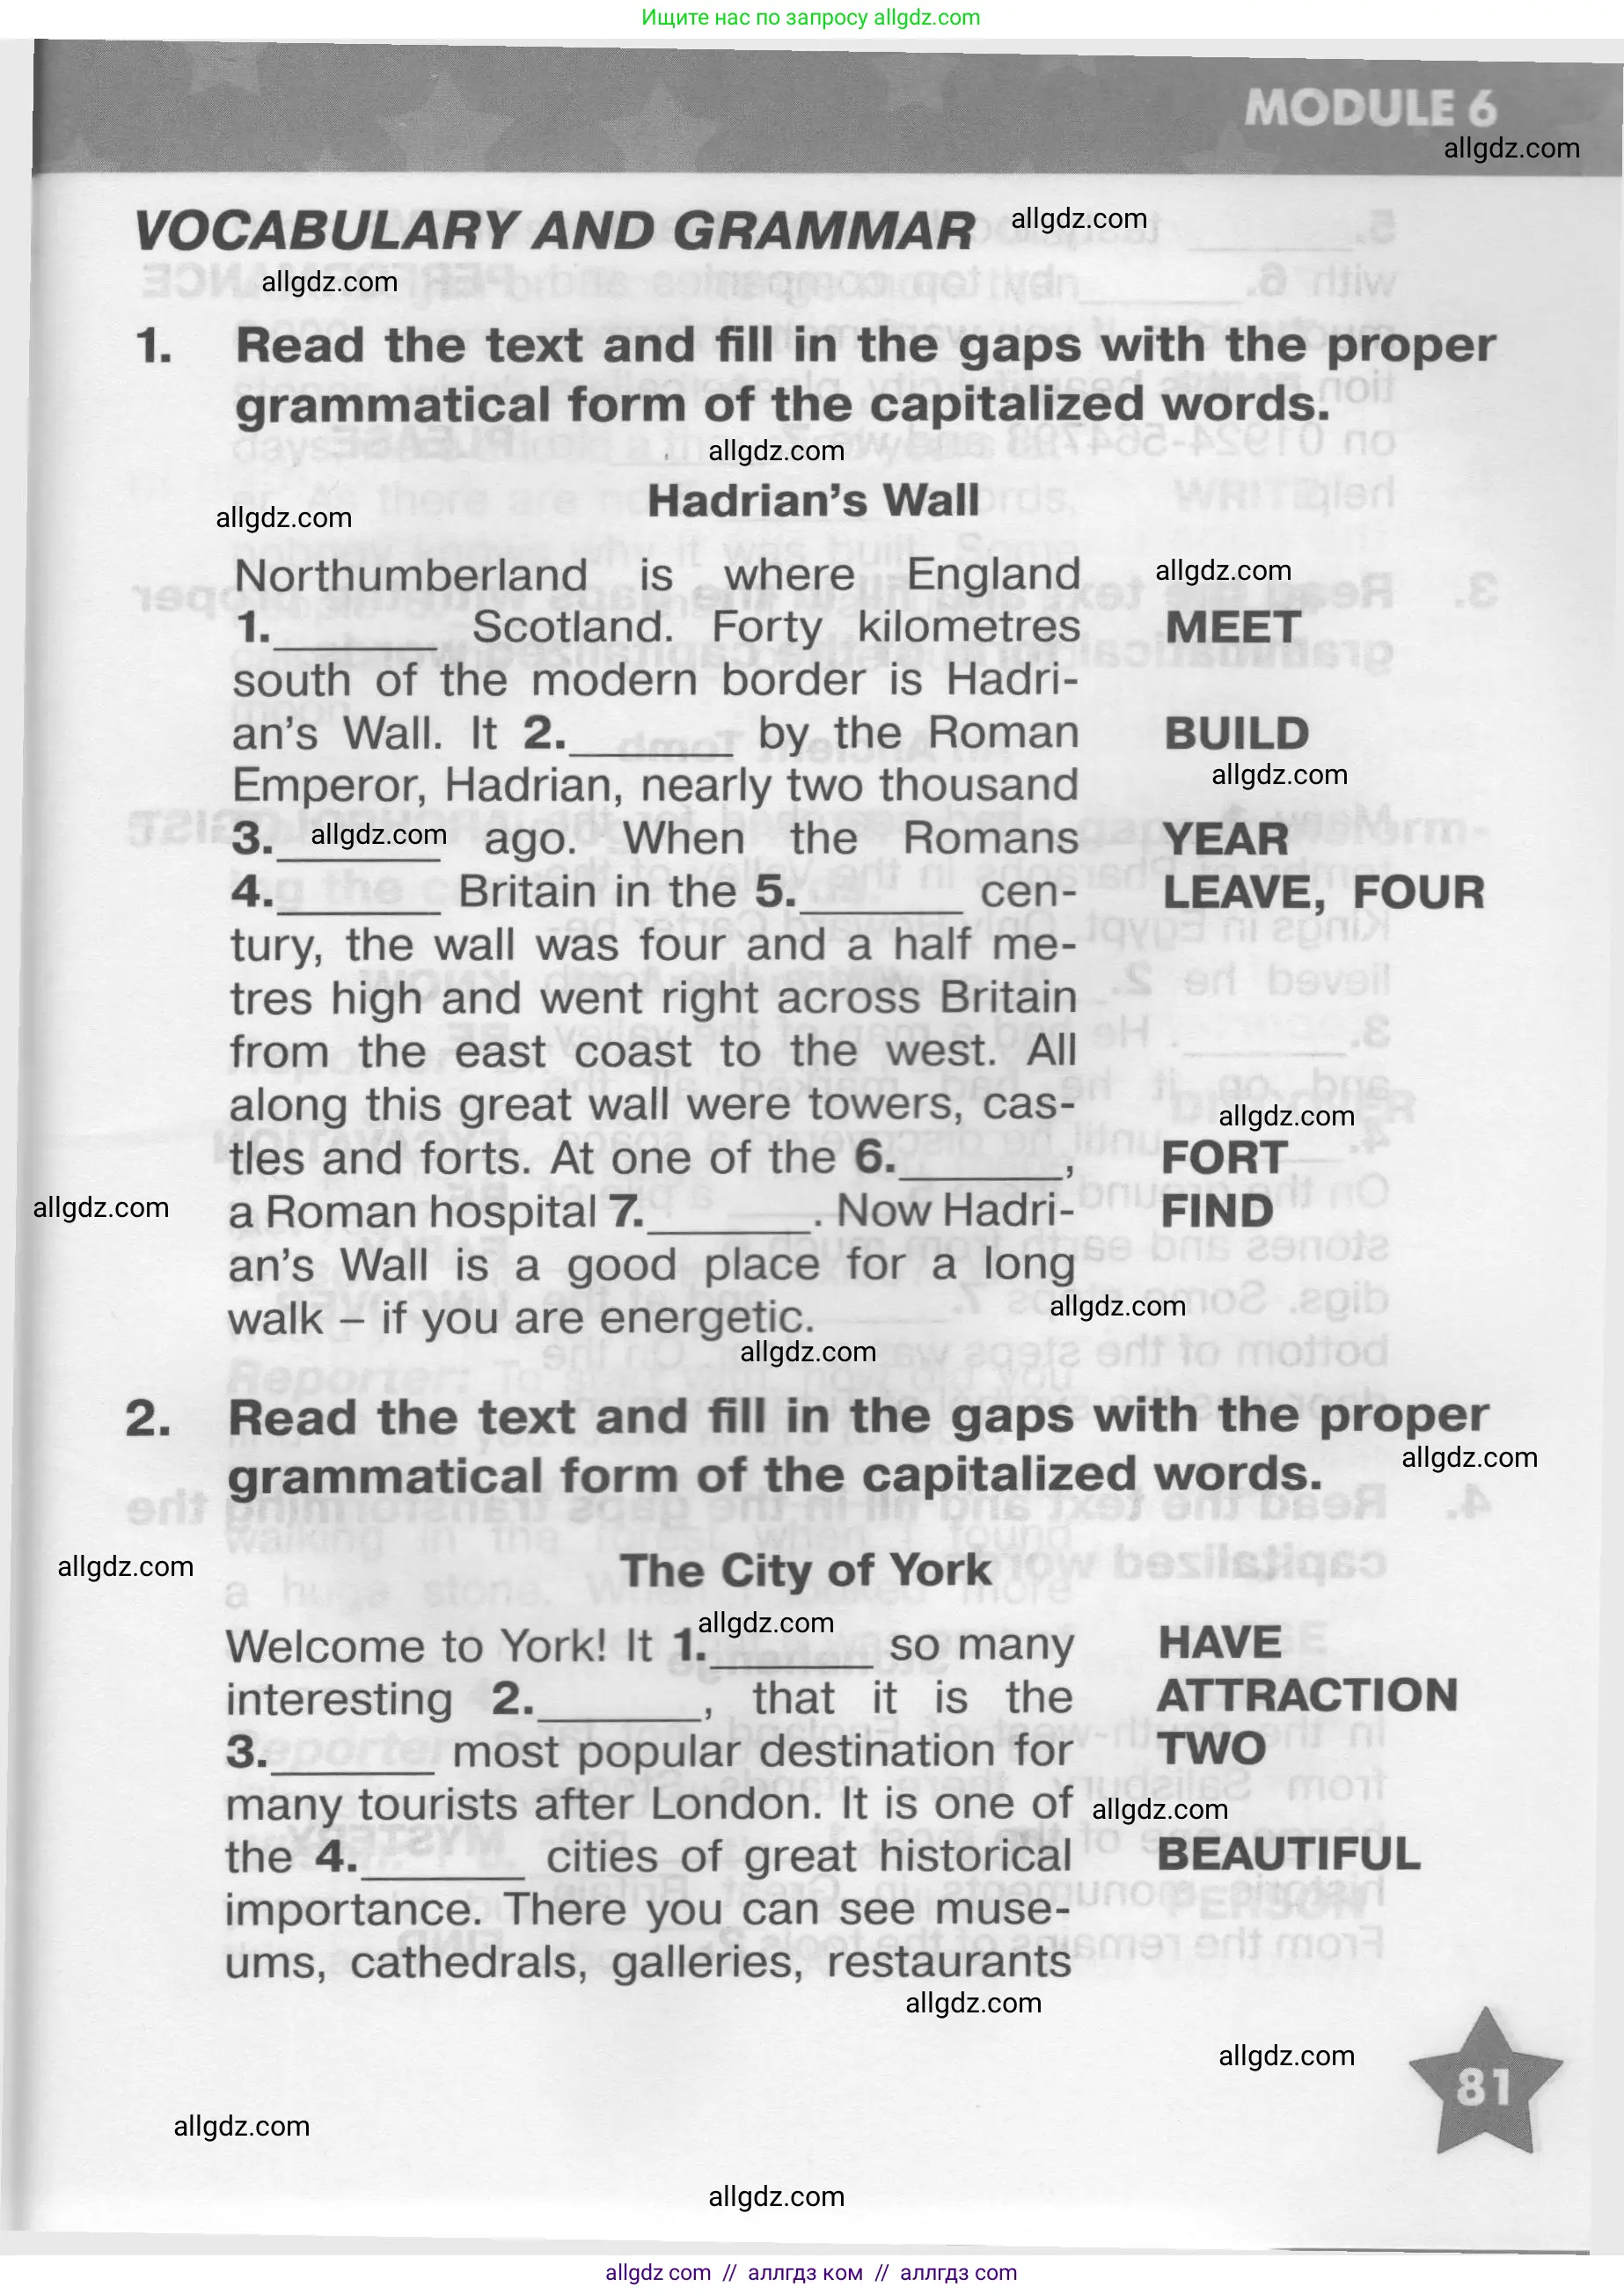 Ищите нас по запросу allgdz.com
MODULE 6
allgdz.com
VOCABULARY AND GRAMMAR allgdz.com
allgdz.com
1. Read the text and fill in the gaps with the proper
grammatical form of the capitalized words.
allgdz.com
Hadrian's Wall
allgdz.com
Northumberland is where England allgdz.com
1.______ Scotland. Forty kilometres MEET
south of the modern border is Hadri-
an's Wall. It 2.______ by the Roman BUILD
Emperor, Hadrian, nearly two thousand allgdz.com
3.______ allgdz.com ago. When the Romans YEAR
4.______ Britain in the 5.______ cen- LEAVE, FOUR
tury, the wall was four and a half me-
tres high and went right across Britain
from the east coast to the west. All
along this great wall were towers, cas- allgdz.com
tles and forts. At one of the 6.______, FORT
allgdz.com a Roman hospital 7.______. Now Hadri- FIND
an's Wall is a good place for a long
walk – if you are energetic. allgdz.com
allgdz.com
2. Read the text and fill in the gaps with the proper
allgdz.com
grammatical form of the capitalized words.
allgdz.com The City of York
allgdz.com
Welcome to York! It 1.______ so many HAVE
interesting 2.______, that it is the ATTRACTION
3.______ most popular destination for TWO
many tourists after London. It is one of allgdz.com
the 4.______ cities of great historical BEAUTIFUL
importance. There you can see muse-
ums, cathedrals, galleries, restaurants
allgdz.com
allgdz.com
81
allgdz.com
allgdz.com
allgdz com // аллгдз ком // аллгдз com